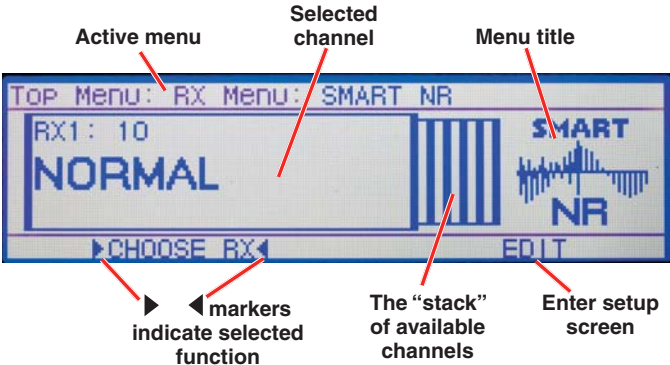 Active menu
Selected
channel
Menu title
Top Menu: RX Menu: SMART NR
RX1: 10
NORMAL
SMART
NR
▶CHOOSE RX◀
EDIT
▶ ◀ markers
indicate selected
function
The “stack”
of available
channels
Enter setup
screen